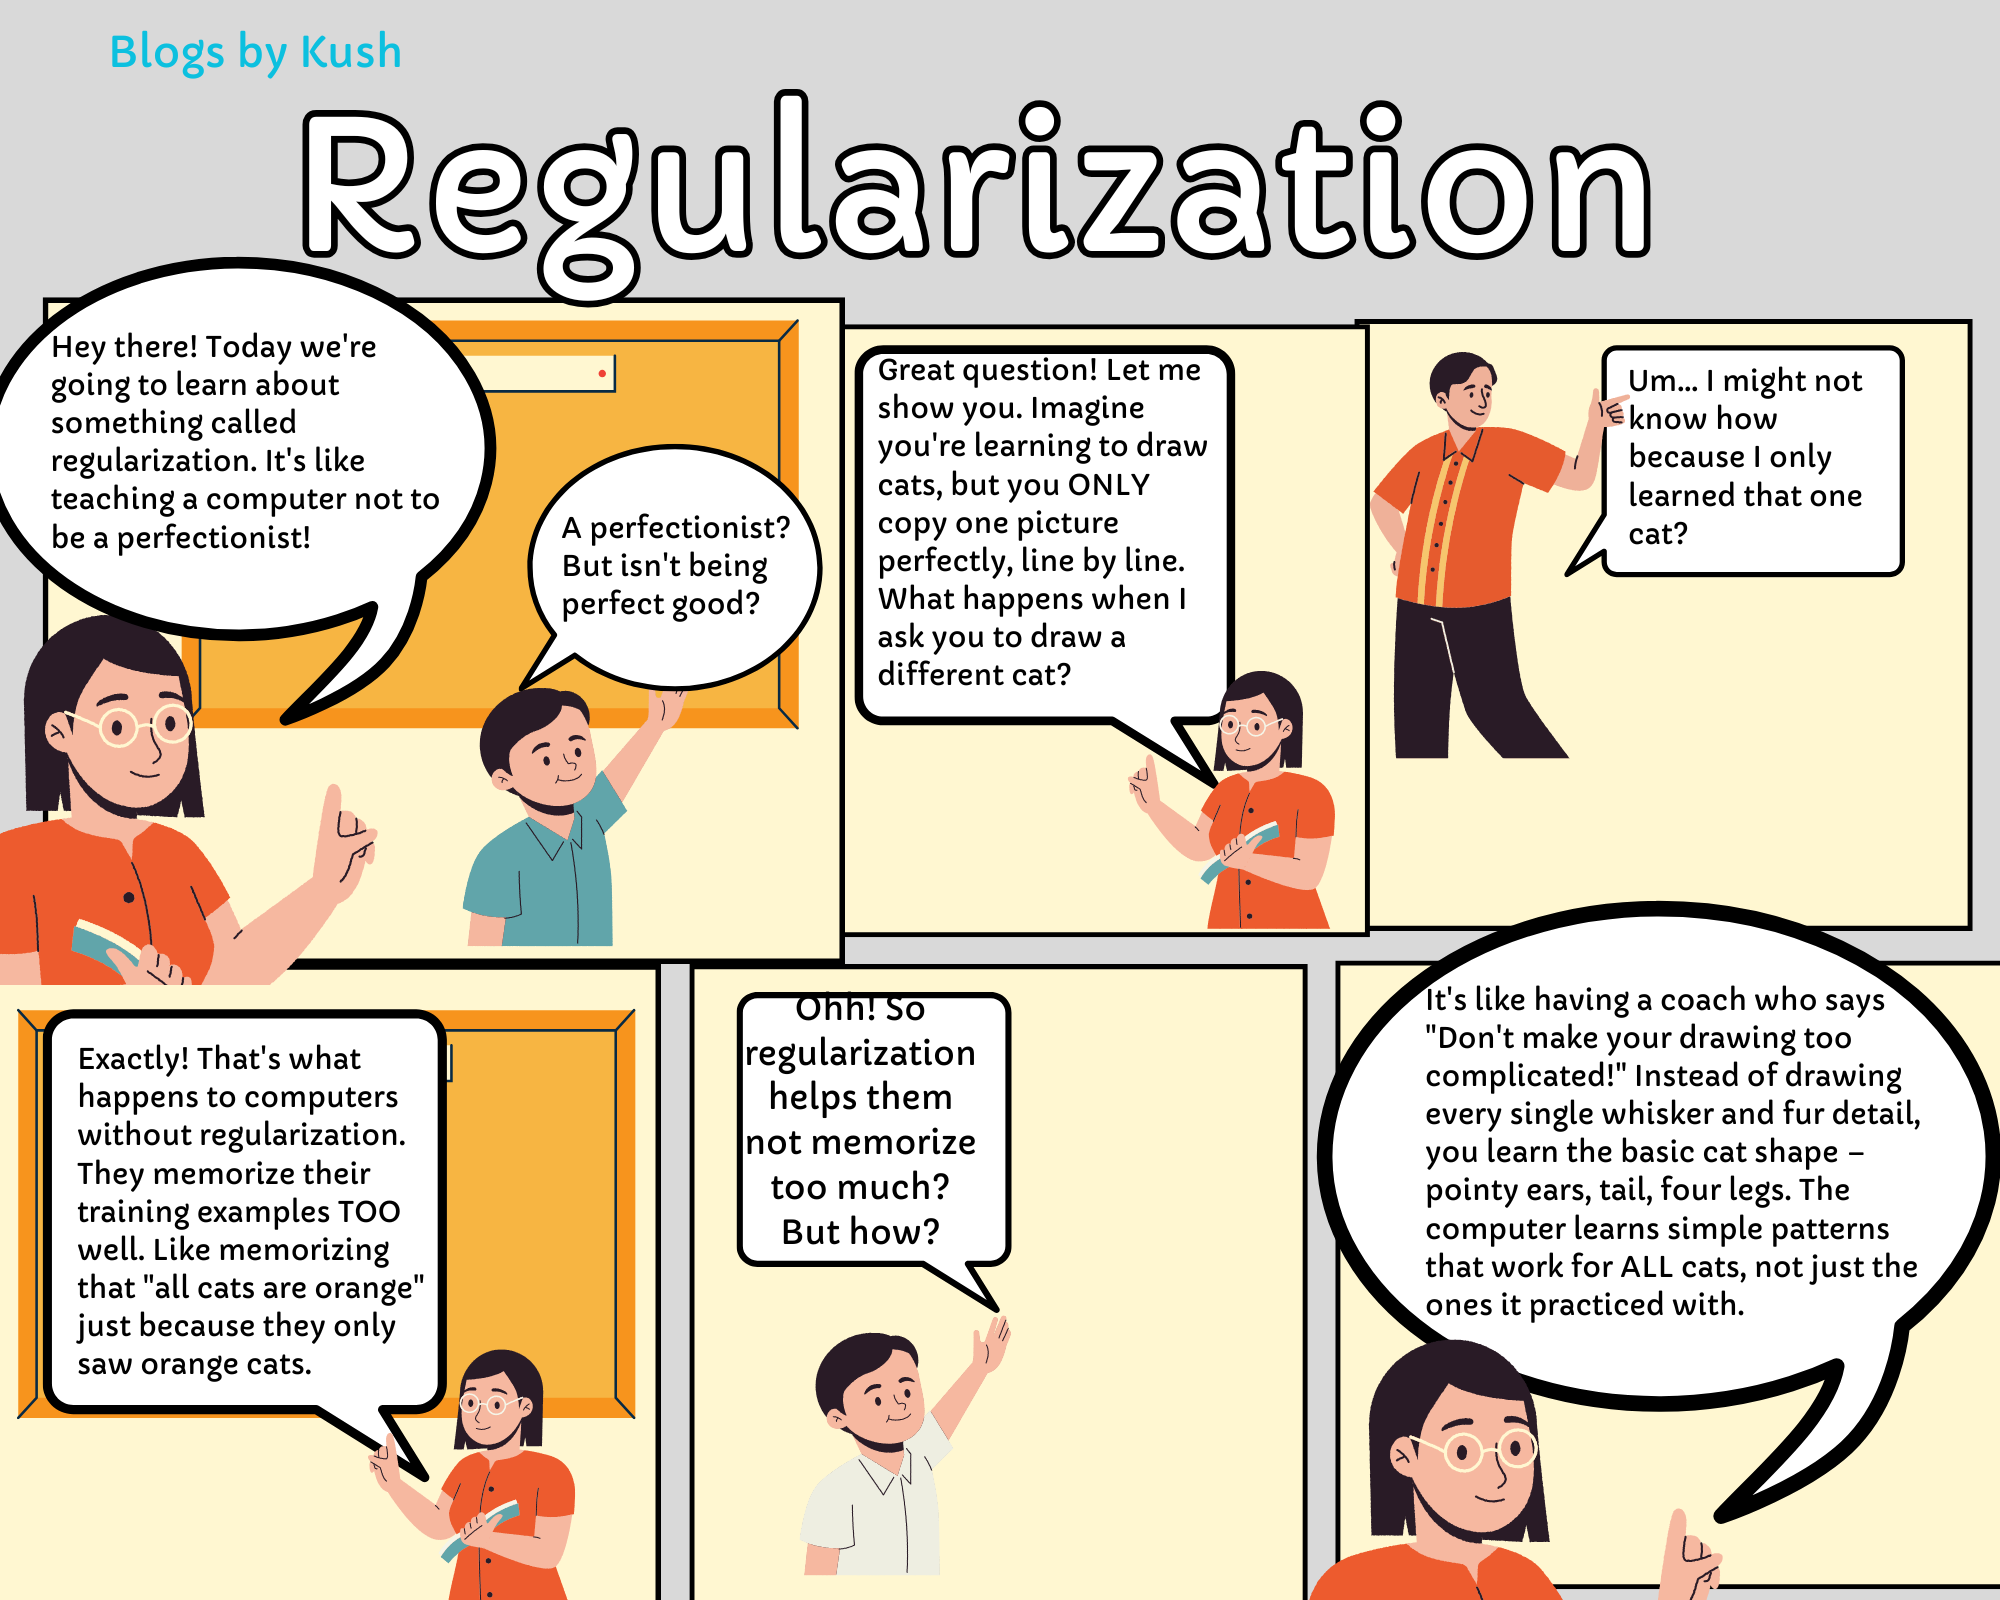 Blogs by Kush
Regularization
Hey there! Today we're
going to learn about
something called
regularization. It's like
teaching a computer not to
be a perfectionist!
A perfectionist?
But isn't being
perfect good?
Great question! Let me
show you. Imagine
you're learning to draw
cats, but you ONLY
copy one picture
perfectly, line by line.
What happens when I
ask you to draw a
different cat?
Um... I might not
know how
because I only
learned that one
cat?
Exactly! That's what
happens to computers
without regularization.
They memorize their
training examples TOO
well. Like memorizing
that "all cats are orange"
just because they only
saw orange cats.
Ohh! So
regularization
helps them
not memorize
too much?
But how?
It's like having a coach who says
"Don't make your drawing too
complicated!" Instead of drawing
every single whisker and fur detail,
you learn the basic cat shape –
pointy ears, tail, four legs. The
computer learns simple patterns
that work for ALL cats, not just the
ones it practiced with.